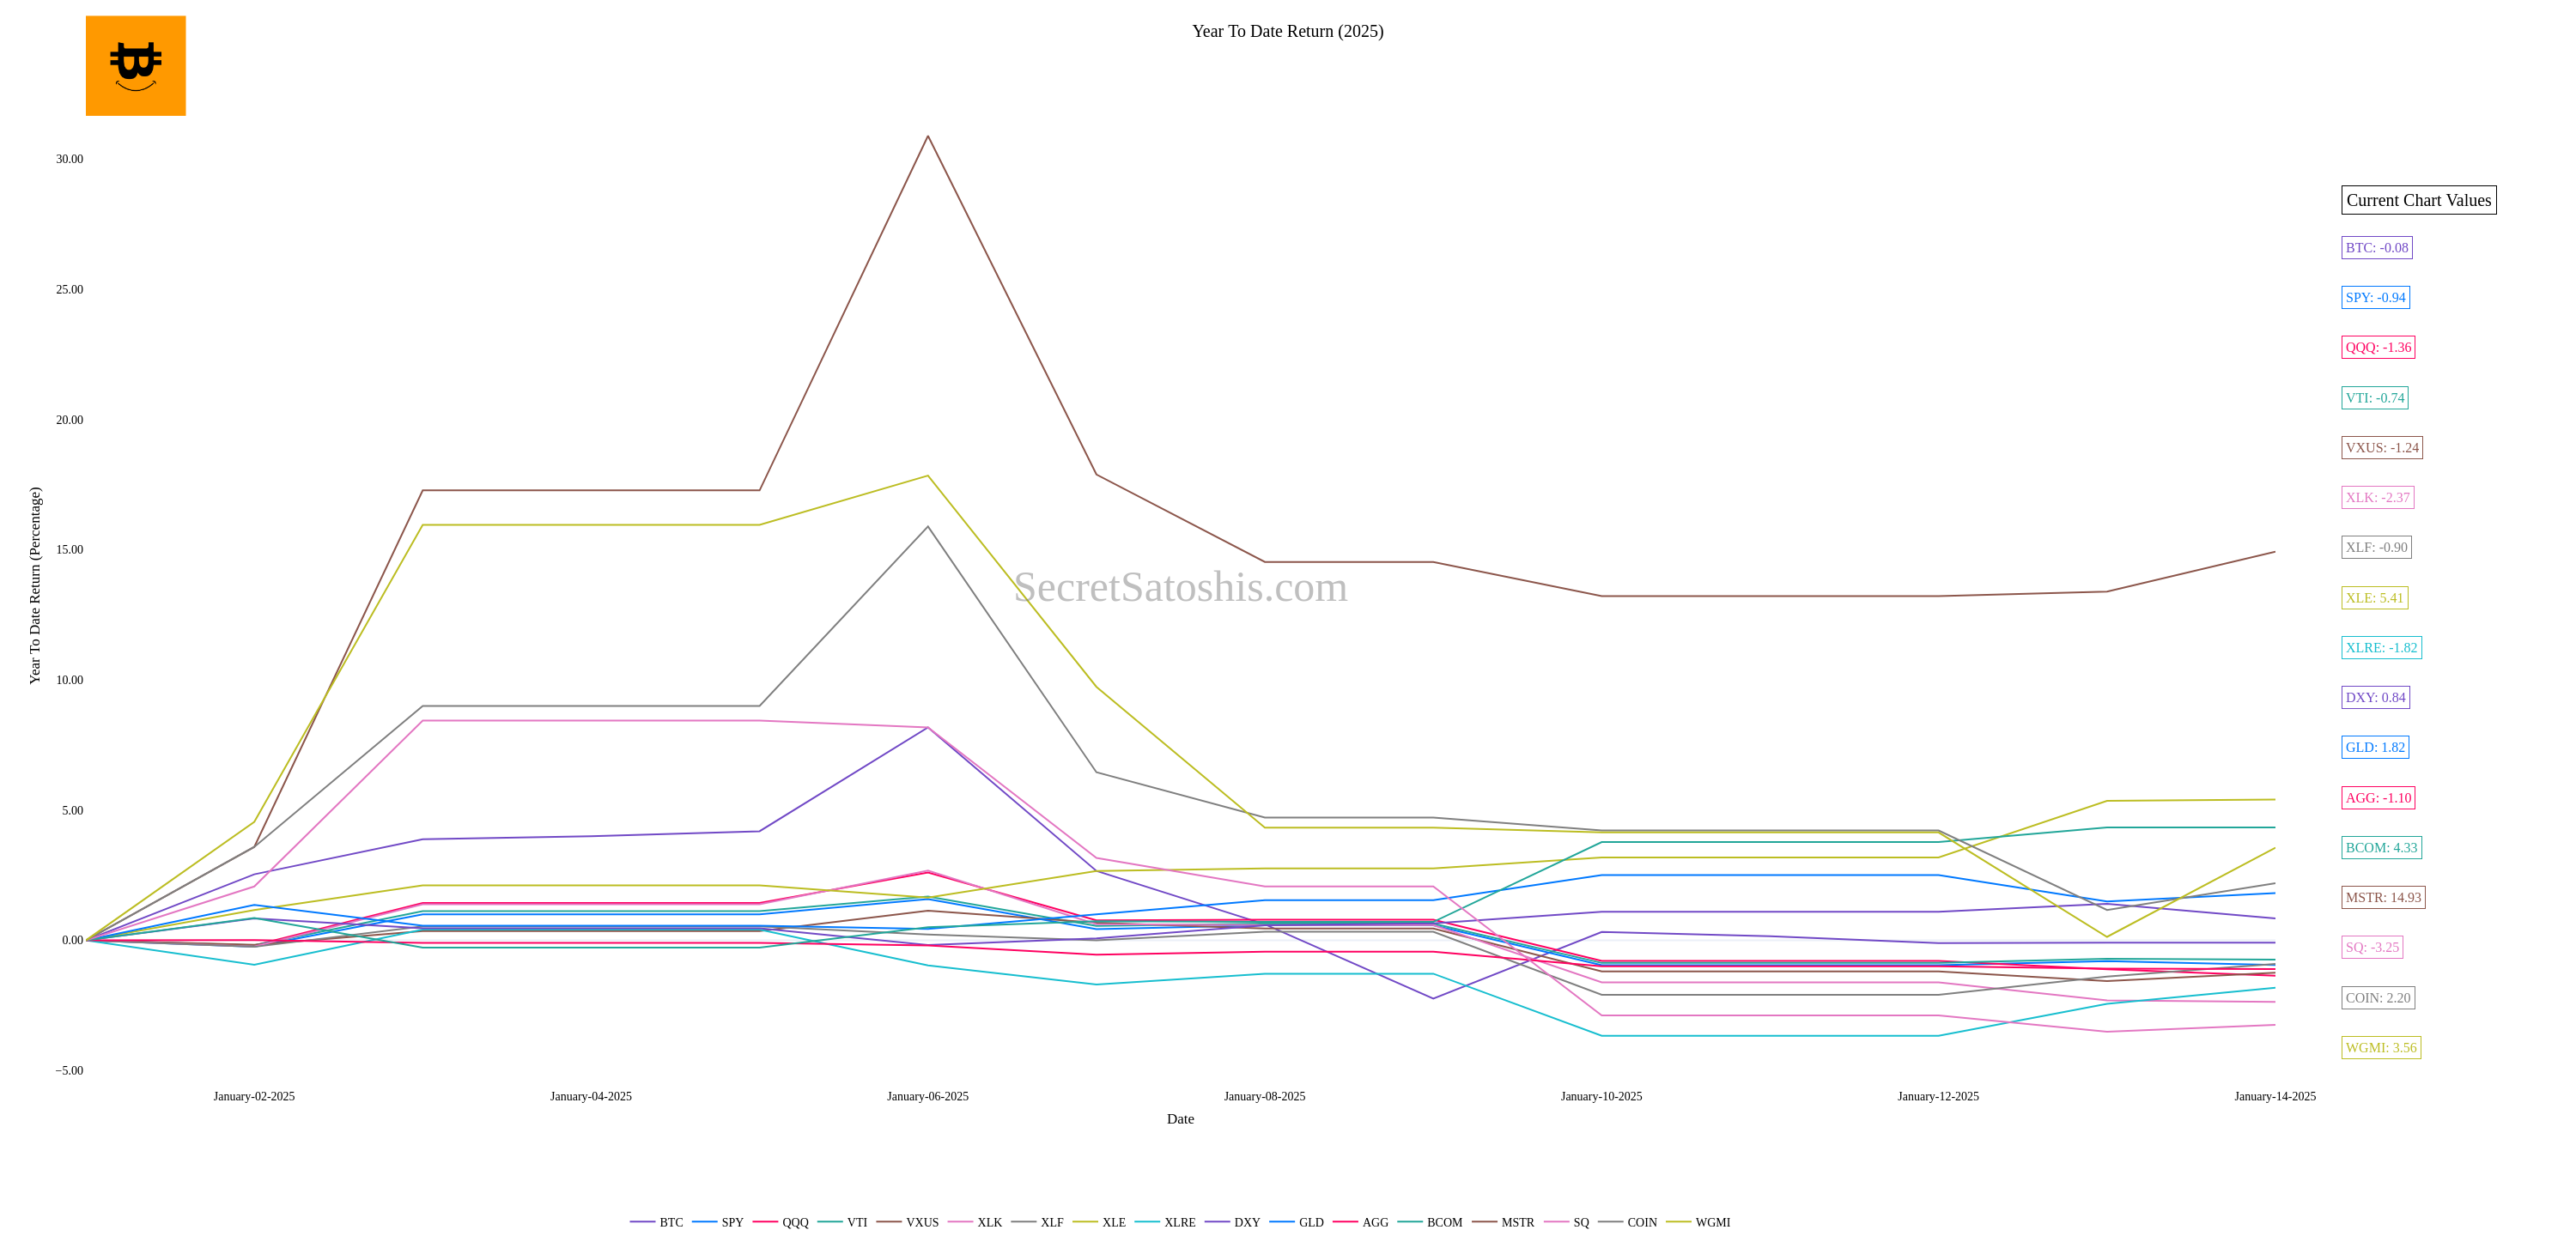 Year To Date Return (2025)
30.00
25.00
20.00
15.00
10.00
5.00
0.00
−5.00
Year To Date Return (Percentage)
SecretSatoshis.com
Current Chart Values
BTC: -0.08
SPY: -0.94
QQQ: -1.36
VTI: -0.74
VXUS: -1.24
XLK: -2.37
XLF: -0.90
XLE: 5.41
XLRE: -1.82
DXY: 0.84
GLD: 1.82
AGG: -1.10
BCOM: 4.33
MSTR: 14.93
SQ: -3.25
COIN: 2.20
WGMI: 3.56
January-02-2025 January-04-2025 January-06-2025 January-08-2025 January-10-2025 January-12-2025 January-14-2025
Date
BTC SPY QQQ VTI VXUS XLK XLF XLE XLRE DXY GLD AGG BCOM MSTR SQ COIN WGMI